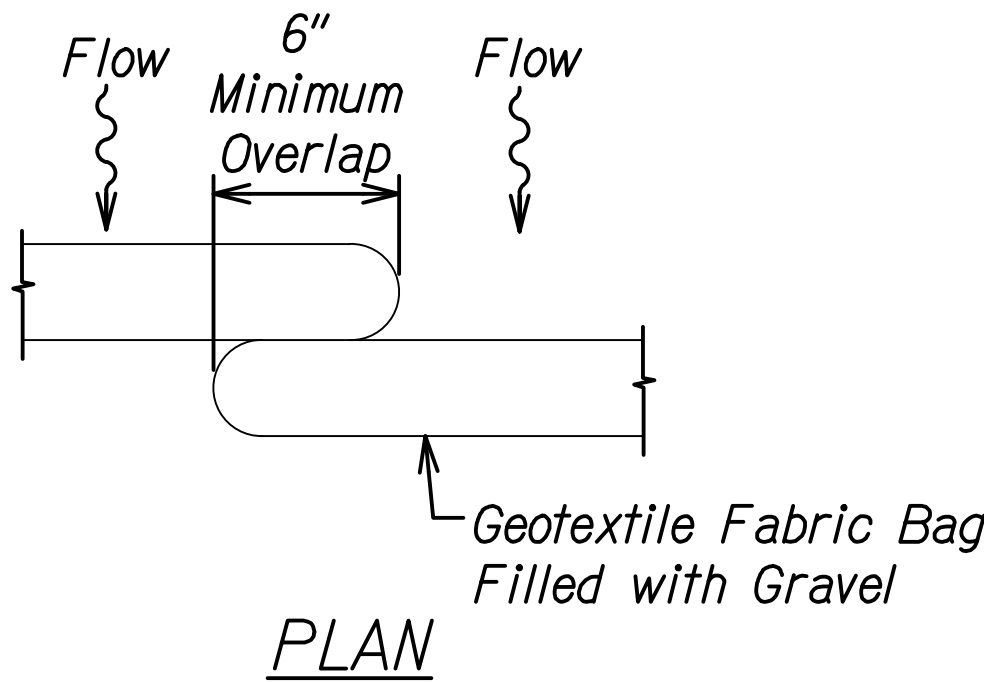 Flow
6"
Minimum
Overlap
Flow
Geotextile Fabric Bag
Filled with Gravel
PLAN